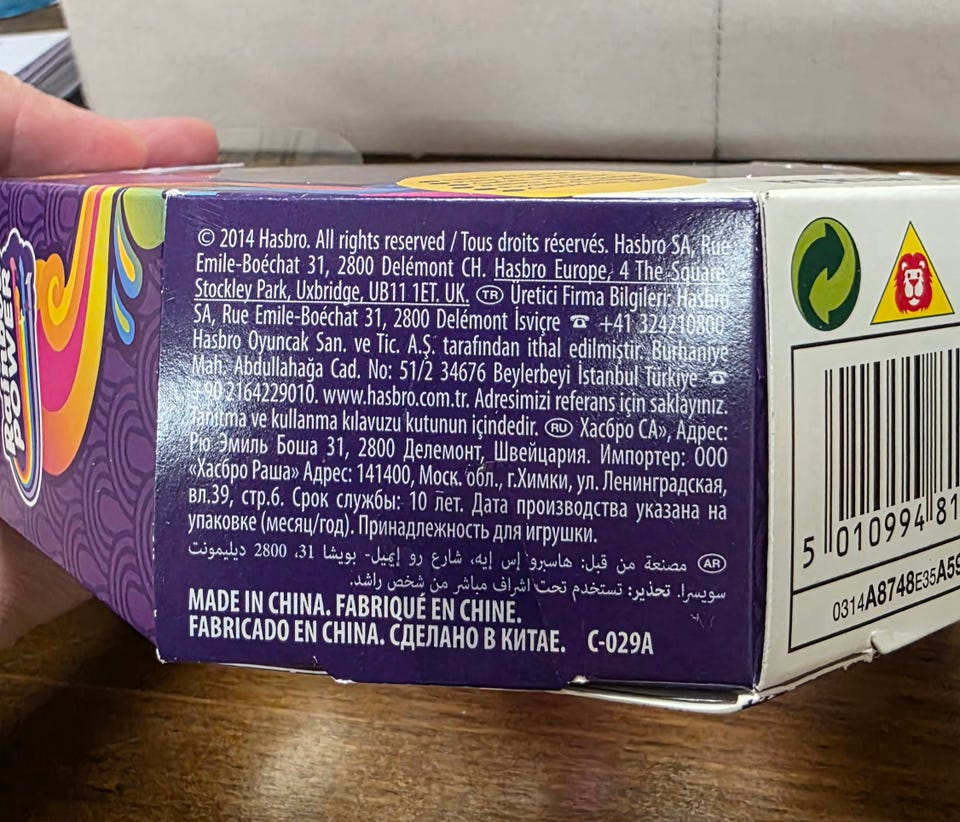 © 2014 Hasbro. All rights reserved / Tous droits réservés. Hasbro SA, Rue
Emile-Boéchat 31, 2800 Delémont CH. Hasbro Europe, 4 The Square,
Stockley Park, Uxbridge, UB11 1ET. UK. TR Üretici Firma Bilgileri: Hasbro
SA, Rue Emile-Boéchat 31, 2800 Delémont İsviçre ☎ +41 324210800
Hasbro Oyuncak San. ve Tic. A.Ş. tarafından ithal edilmiştir. Burhaniye
Mah. Abdullahağa Cad. No: 51/2 34676 Beylerbeyi İstanbul Türkiye ☎
+90 2164229010. www.hasbro.com.tr. Adresimizi referans için saklayınız.
Tanıtma ve kullanma kılavuzu kutunun içindedir. RU Хасбро СА», Адрес:
Рю Эмиль Боша 31, 2800 Делемонт, Швейцария. Импортер: ООО
«Хасбро Раша» Адрес: 141400, Моск. обл., г.Химки, ул. Ленинградская,
вл.39, стр.6. Срок службы: 10 лет. Дата производства указана на
упаковке (месяц/год). Принадлежность для игрушки.
AR مصنعة من قبل: هاسبرو إس إيه، شارع رو إميل- بويشا 31، 2800 ديليمونت
سويسرا. تحذير: تستخدم تحت اشراف مباشر من شخص راشد.
MADE IN CHINA. FABRIQUÉ EN CHINE.
FABRICADO EN CHINA. СДЕЛАНО В КИТАЕ. C-029A
RaiNBOW
POWER
5 010994 81
0314A8748E35A59